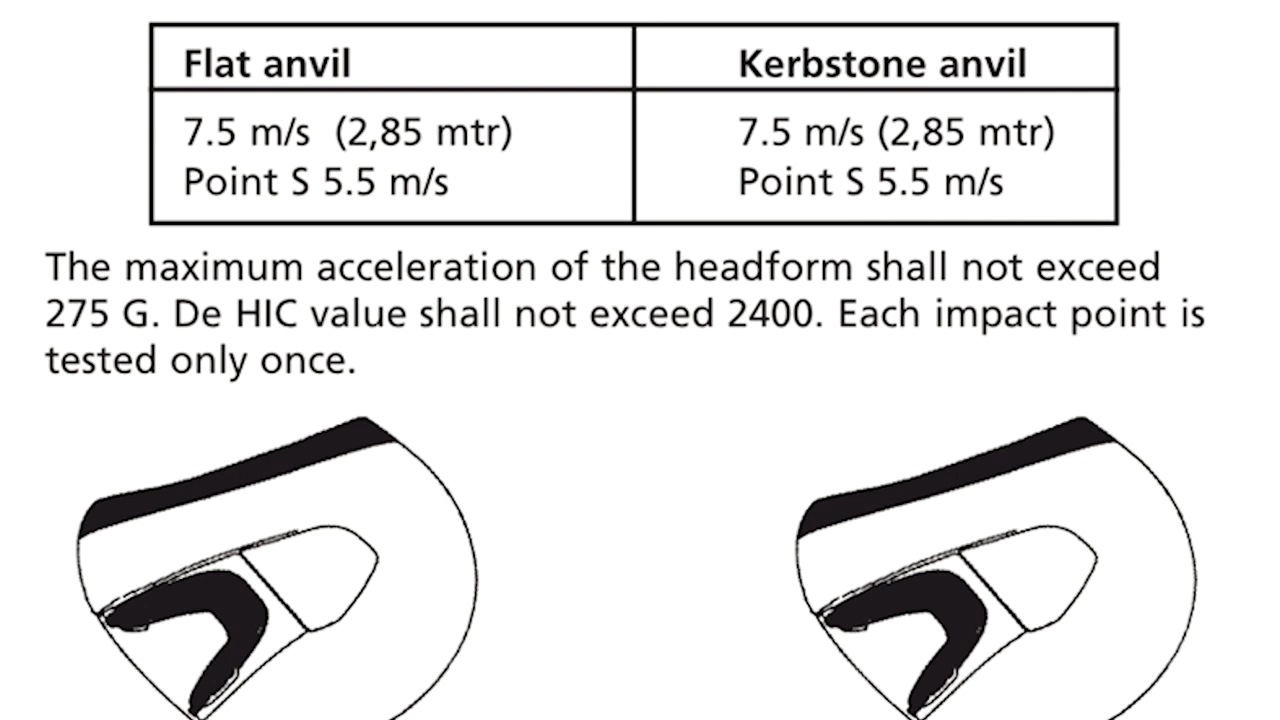 Flat anvil Kerbstone anvil
7.5 m/s (2,85 mtr) 7.5 m/s (2,85 mtr)
Point S 5.5 m/s Point S 5.5 m/s
The maximum acceleration of the headform shall not exceed
275 G. De HIC value shall not exceed 2400. Each impact point is
tested only once.